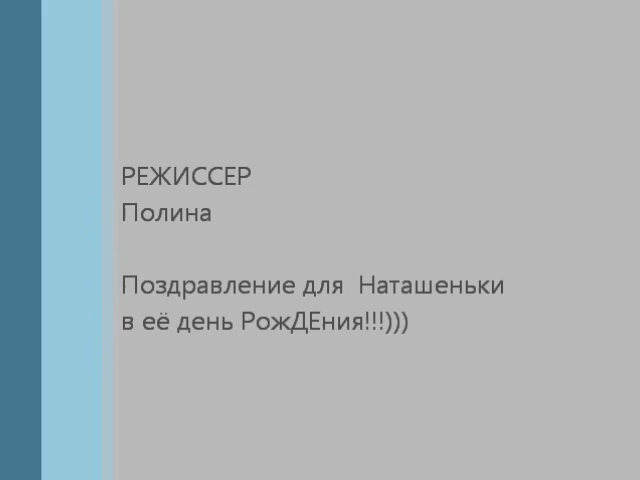 РЕЖИССЕР
Полина
Поздравление для  Наташеньки
в её день РожДЕния!!!)))